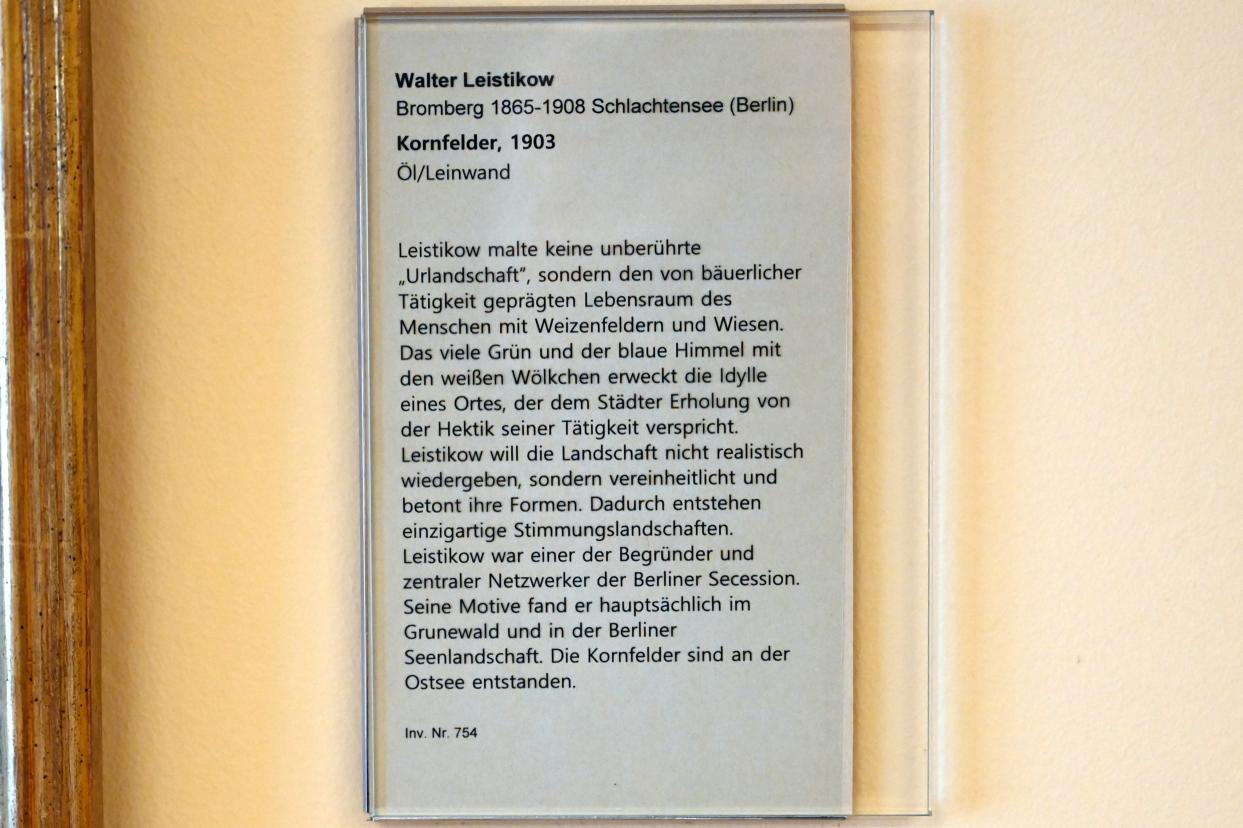 Walter Leistikow
Bromberg 1865-1908 Schlachtensee (Berlin)
Kornfelder, 1903
Öl/Leinwand
Leistikow malte keine unberührte
„Urlandschaft“, sondern den von bäuerlicher
Tätigkeit geprägten Lebensraum des
Menschen mit Weizenfeldern und Wiesen.
Das viele Grün und der blaue Himmel mit
den weißen Wölkchen erweckt die Idylle
eines Ortes, der dem Städter Erholung von
der Hektik seiner Tätigkeit verspricht.
Leistikow will die Landschaft nicht realistisch
wiedergeben, sondern vereinheitlicht und
betont ihre Formen. Dadurch entstehen
einzigartige Stimmungslandschaften.
Leistikow war einer der Begründer und
zentraler Netzwerker der Berliner Secession.
Seine Motive fand er hauptsächlich im
Grunewald und in der Berliner
Seenlandschaft. Die Kornfelder sind an der
Ostsee entstanden.
Inv. Nr. 754